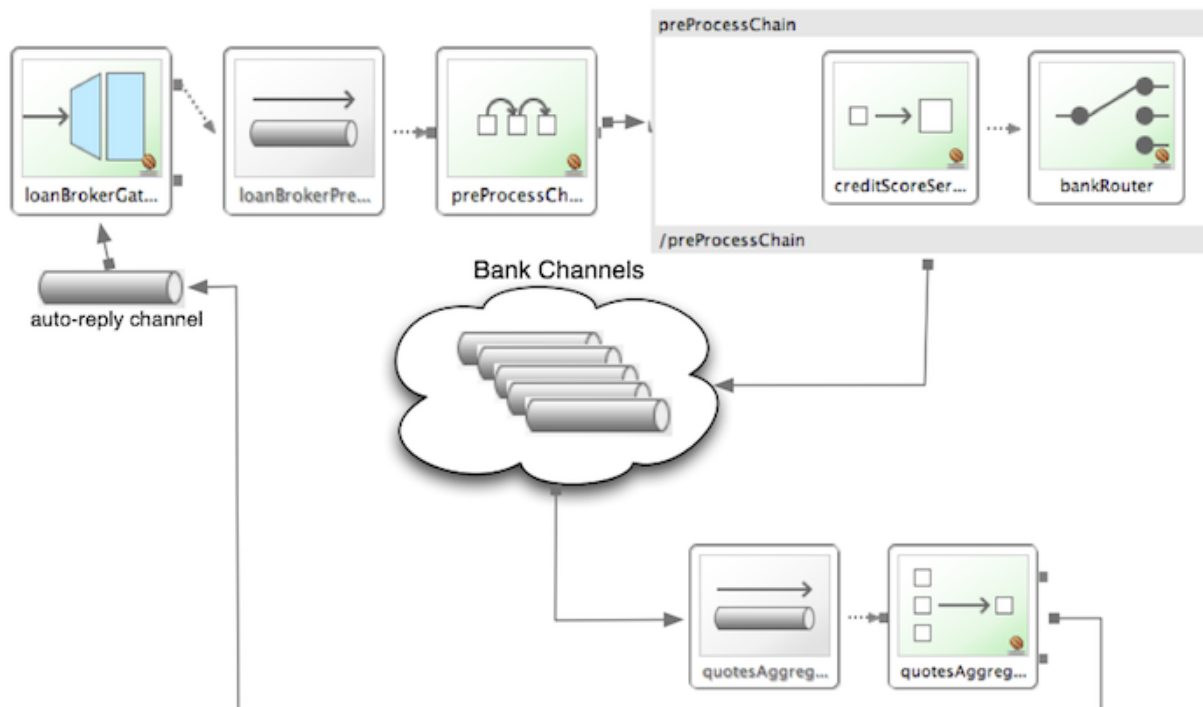 preProcessChain
loanBrokerGat...
loanBrokerPre...
preProcessCh...
creditScoreSer...
bankRouter
/preProcessChain
Bank Channels
auto-reply channel
quotesAggreg...
quotesAggreg...